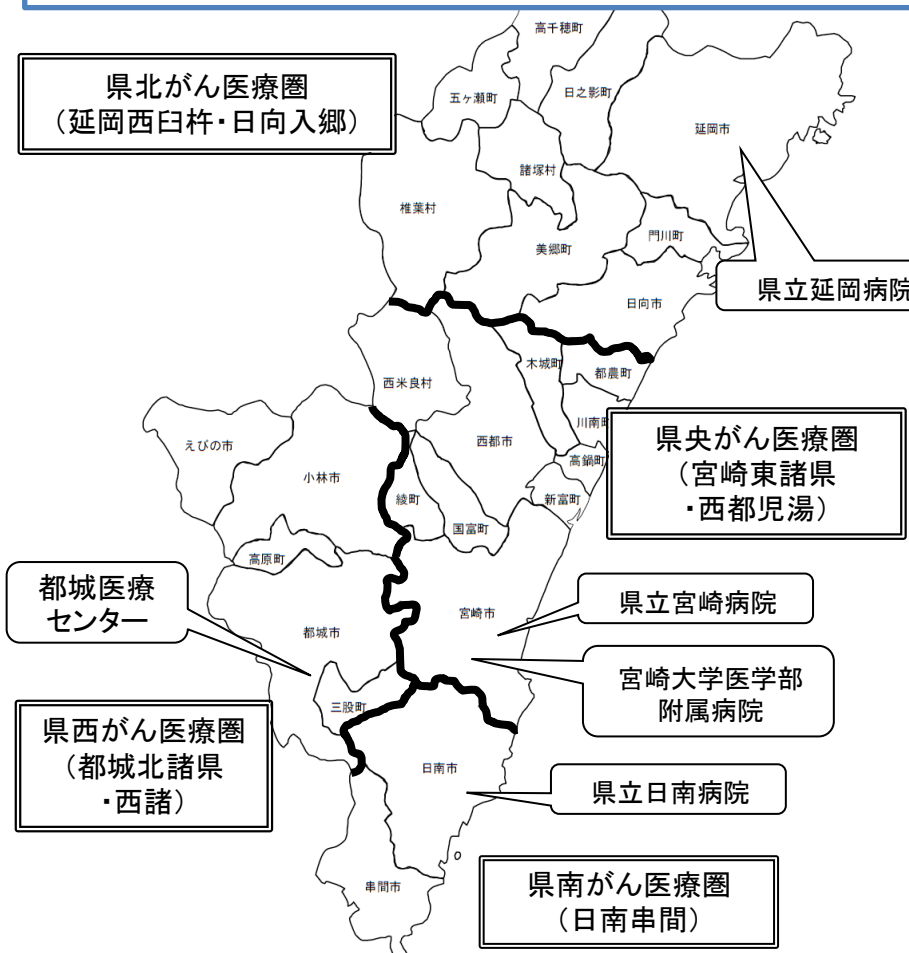 高千穂町
県北がん医療圏
（延岡西臼杵・日向入郷）
五ヶ瀬町
日之影町
延岡市
諸塚村
椎葉村
門川町
美郷町
県立延岡病院
日向市
木城町
都農町
西米良村
川南町
えびの市
西都市
県央がん医療圏
（宮崎東諸県
・西都児湯）
高鍋町
小林市
綾町
新富町
国富町
高原町
都城医療
センター
県立宮崎病院
宮崎市
都城市
宮崎大学医学部
附属病院
三股町
県西がん医療圏
（都城北諸県
・西諸）
日南市
県立日南病院
串間市
県南がん医療圏
（日南串間）